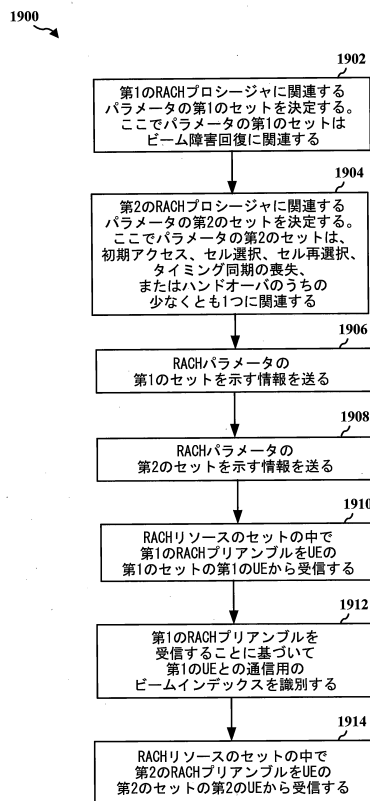 1900
1902
第1のRACHプロシージャに関連する
パラメータの第1のセットを決定する。
ここでパラメータの第1のセットは
ビーム障害回復に関連する
1904
第2のRACHプロシージャに関連する
パラメータの第2のセットを決定する。
ここでパラメータの第2のセットは、
初期アクセス、セル選択、セル再選択、
タイミング同期の喪失、
またはハンドオーバのうちの
少なくとも1つに関連する
1906
RACHパラメータの
第1のセットを示す情報を送る
1908
RACHパラメータの
第2のセットを示す情報を送る
1910
RACHリソースのセットの中で
第1のRACHプリアンブルをUEの
第1のセットの第1のUEから受信する
1912
第1のRACHプリアンブルを
受信することに基づいて
第1のUEとの通信用の
ビームインデックスを識別する
1914
RACHリソースのセットの中で
第2のRACHプリアンブルをUEの
第2のセットの第2のUEから受信する